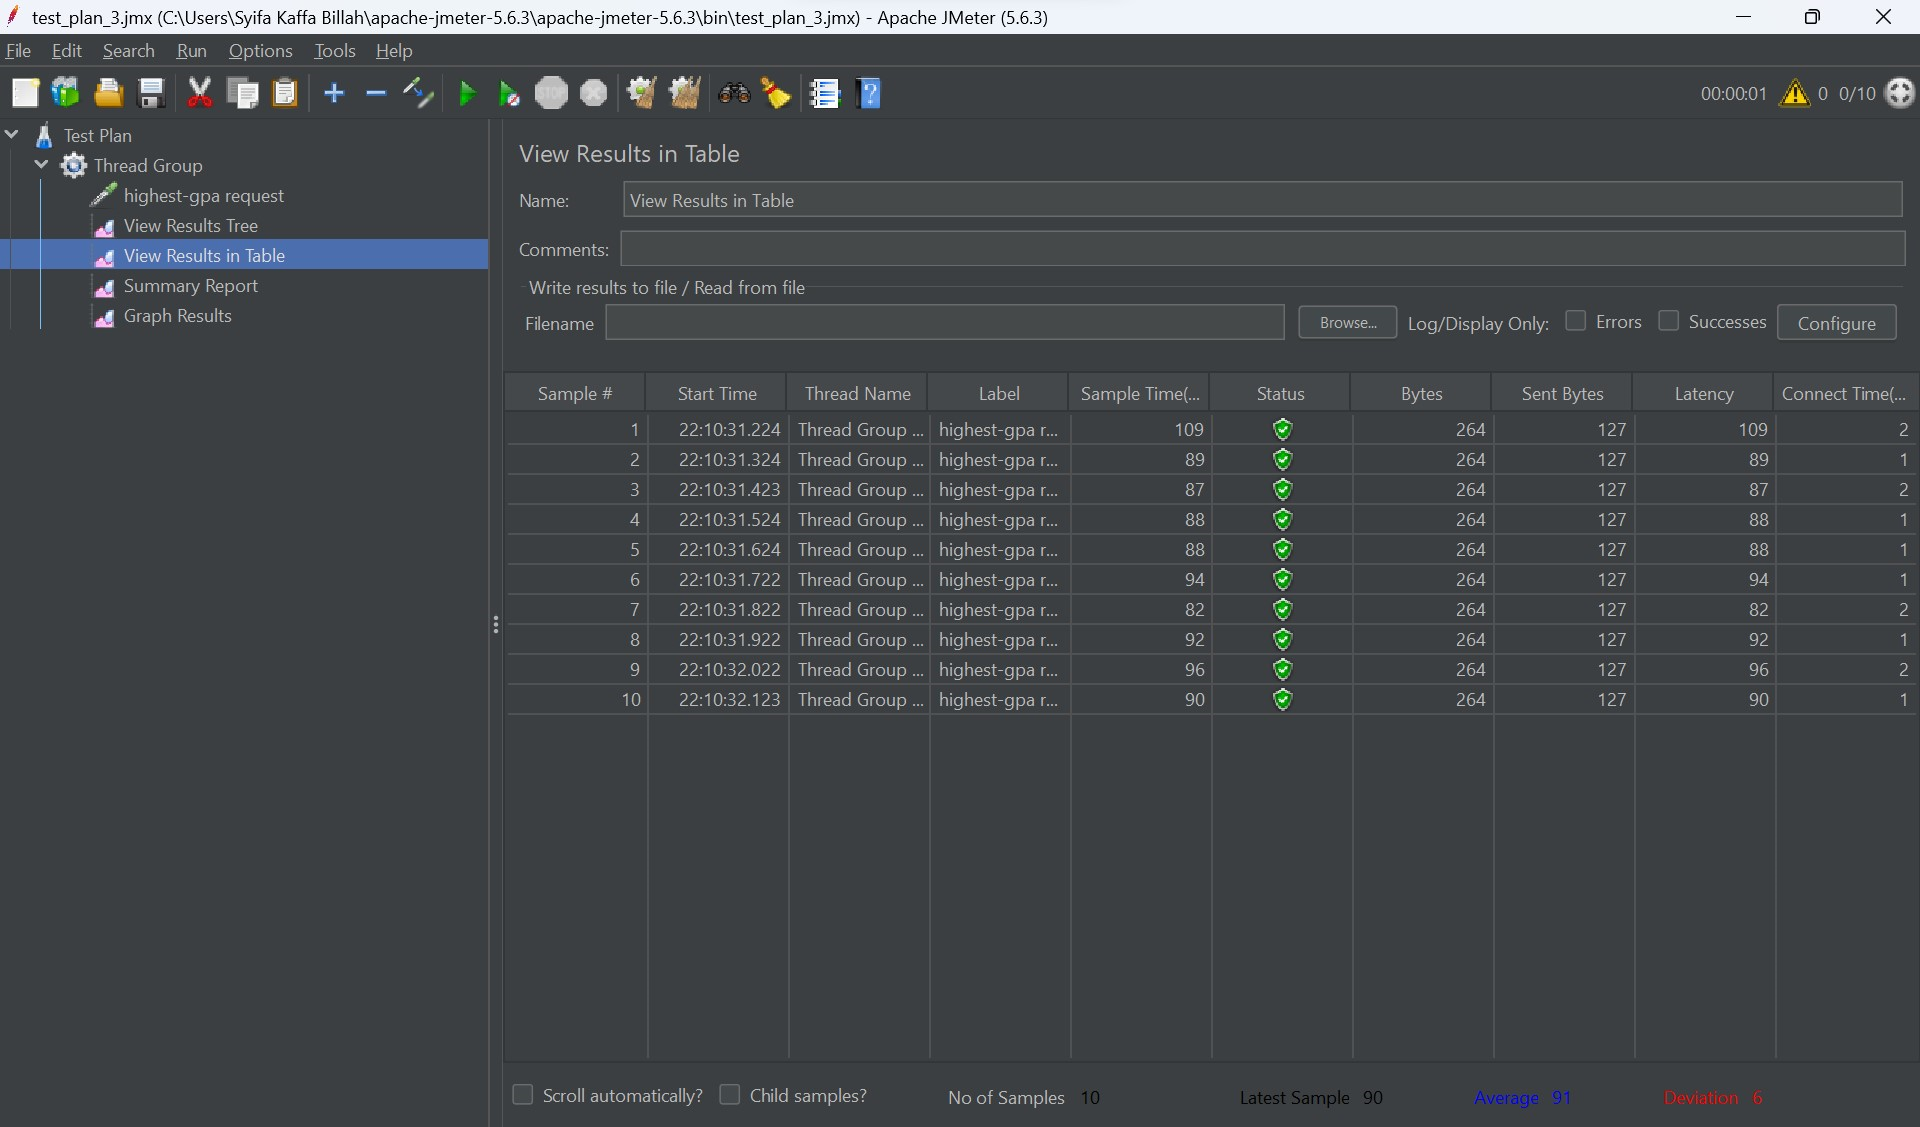 test_plan_3.jmx (C:\Users\Syifa Kaffa Billah\apache-jmeter-5.6.3\apache-jmeter-5.6.3\bin\test_plan_3.jmx) - Apache JMeter (5.6.3)
File Edit Search Run Options Tools Help
STOP ? 00:00:01 0 0/10
Test Plan
Thread Group
highest-gpa request
View Results Tree
View Results in Table
Summary Report
Graph Results
View Results in Table
Name: View Results in Table
Comments:
Write results to file / Read from file
Filename Browse... Log/Display Only: Errors Successes Configure
Sample # Start Time Thread Name Label Sample Time(... Status Bytes Sent Bytes Latency Connect Time(...
1 22:10:31.224 Thread Group ... highest-gpa r... 109 264 127 109 2
2 22:10:31.324 Thread Group ... highest-gpa r... 89 264 127 89 1
3 22:10:31.423 Thread Group ... highest-gpa r... 87 264 127 87 2
4 22:10:31.524 Thread Group ... highest-gpa r... 88 264 127 88 1
5 22:10:31.624 Thread Group ... highest-gpa r... 88 264 127 88 1
6 22:10:31.722 Thread Group ... highest-gpa r... 94 264 127 94 1
7 22:10:31.822 Thread Group ... highest-gpa r... 82 264 127 82 2
8 22:10:31.922 Thread Group ... highest-gpa r... 92 264 127 92 1
9 22:10:32.022 Thread Group ... highest-gpa r... 96 264 127 96 2
10 22:10:32.123 Thread Group ... highest-gpa r... 90 264 127 90 1
Scroll automatically? Child samples? No of Samples 10 Latest Sample 90 Average 91 Deviation 6